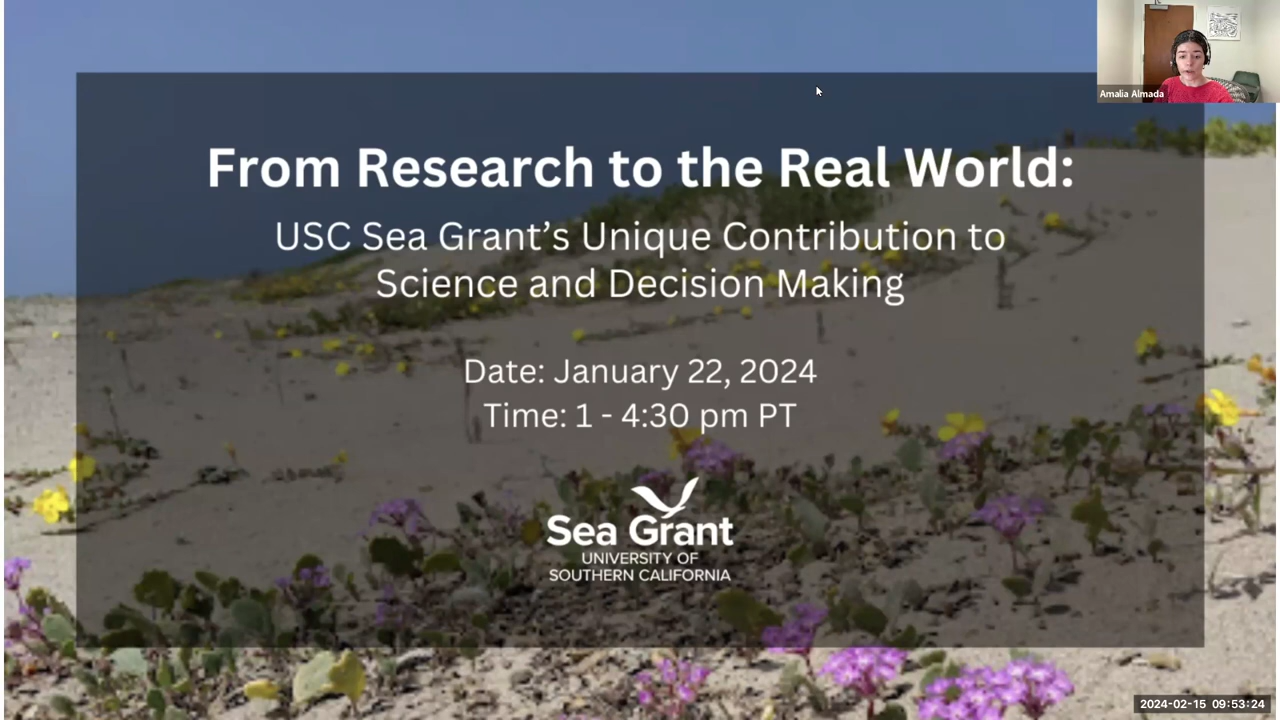 Amalia Almada
From Research to the Real World:
USC Sea Grant’s Unique Contribution to
Science and Decision Making
Date: January 22, 2024
Time: 1 - 4:30 pm PT
Sea Grant
UNIVERSITY OF
SOUTHERN CALIFORNIA
2024-02-15 09:53:24